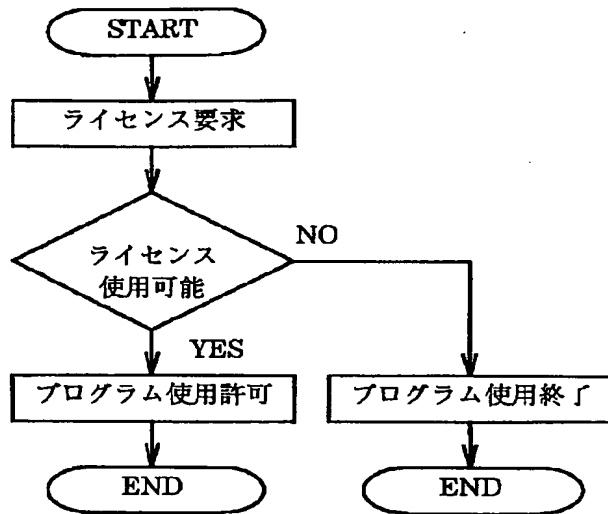 START
ライセンス要求
ライセンス
使用可能
NO
YES
プログラム使用許可
プログラム使用終了
END
END